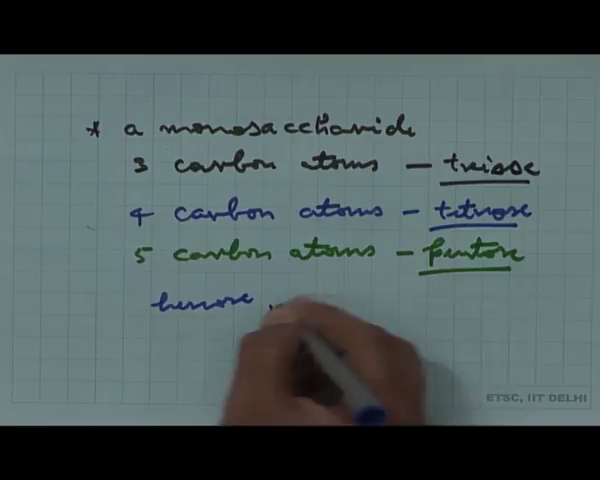 * a monosaccharide
3 carbon atoms – triose
4 carbon atoms – tetrose
5 carbon atoms – pentose
hexose
ETSC, IIT DELHI